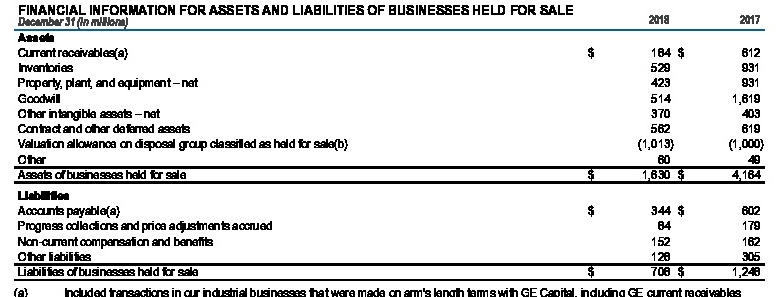 FINANCIAL INFORMATION FOR ASSETS AND LIABILITIES OF BUSINESSES HELD FOR SALE
December 31 (In millions) 2018 2017
Assets
Current receivables(a) $ 184 $ 612
Inventories 529 931
Property, plant, and equipment – net 423 931
Goodwill 514 1,619
Other intangible assets – net 370 403
Contract and other deferred assets 562 619
Valuation allowance on disposal group classified as held for sale(b) (1,013) (1,000)
Other 60 49
Assets of businesses held for sale $ 1,630 $ 4,164
Liabilities
Accounts payable(a) $ 344 $ 602
Progress collections and price adjustments accrued 84 179
Non-current compensation and benefits 152 162
Other liabilities 128 305
Liabilities of businesses held for sale $ 708 $ 1,248
(a) Included transactions in our industrial businesses that were made on arm's length terms with GE Capital, including GE current receivables